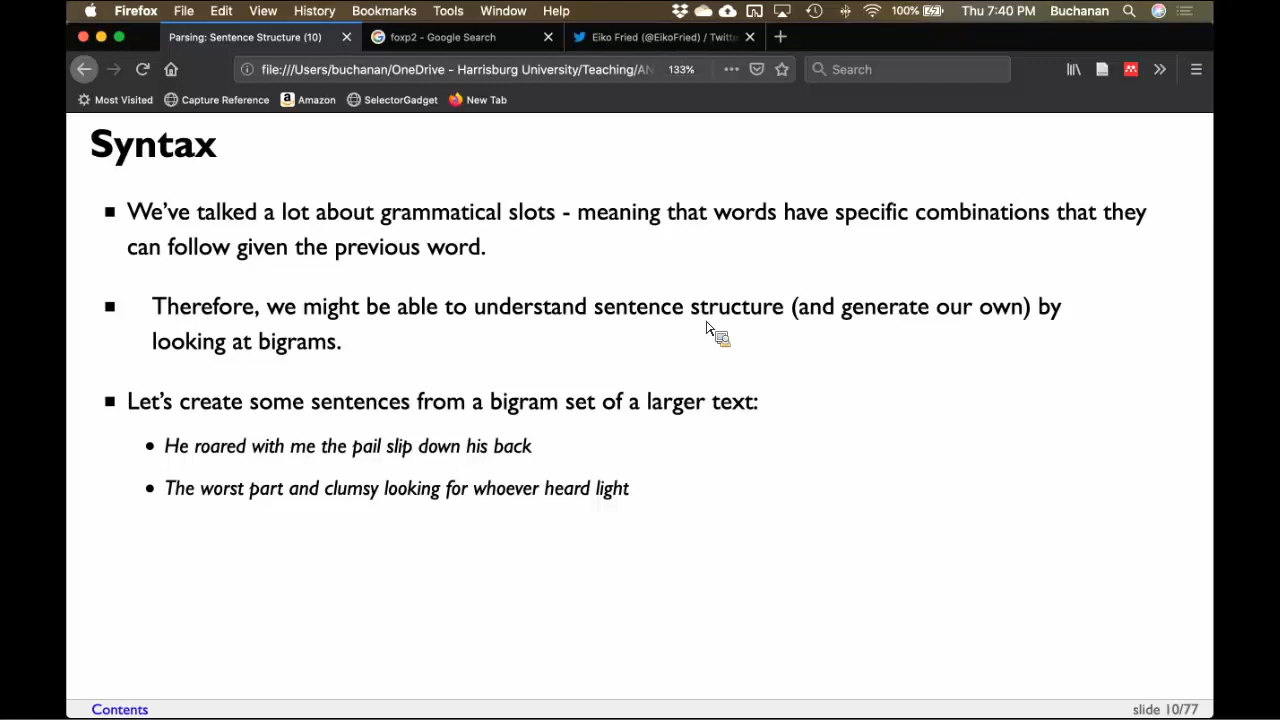 Firefox File Edit View History Bookmarks Tools Window Help 100% Thu 7:40 PM Buchanan
Parsing: Sentence Structure (10) foxp2 - Google Search Eiko Fried (@EikoFried) / Twitt
file:///Users/buchanan/OneDrive - Harrisburg University/Teaching/AN 133% Search
Most Visited Capture Reference Amazon SelectorGadget New Tab
Syntax
We've talked a lot about grammatical slots - meaning that words have specific combinations that they
can follow given the previous word.
Therefore, we might be able to understand sentence structure (and generate our own) by
looking at bigrams.
Let's create some sentences from a bigram set of a larger text:
He roared with me the pail slip down his back
The worst part and clumsy looking for whoever heard light
Contents slide 10/77